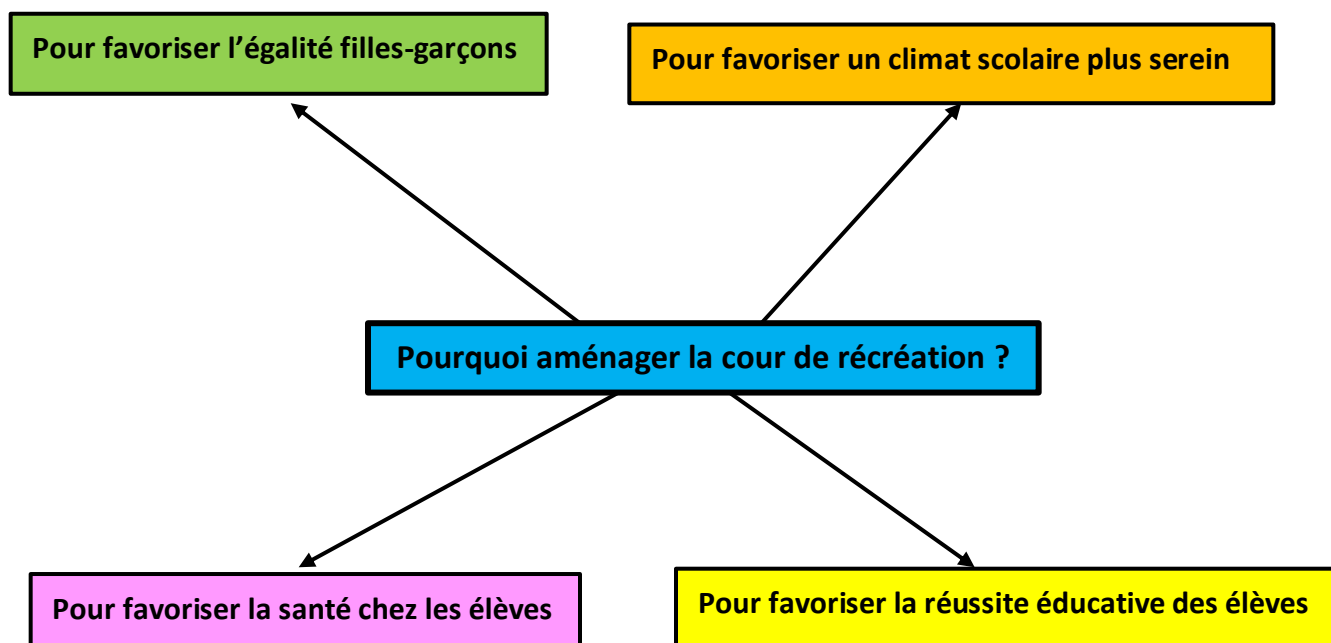 Pour favoriser l’égalité filles-garçons
Pour favoriser un climat scolaire plus serein
Pourquoi aménager la cour de récréation ?
Pour favoriser la santé chez les élèves
Pour favoriser la réussite éducative des élèves